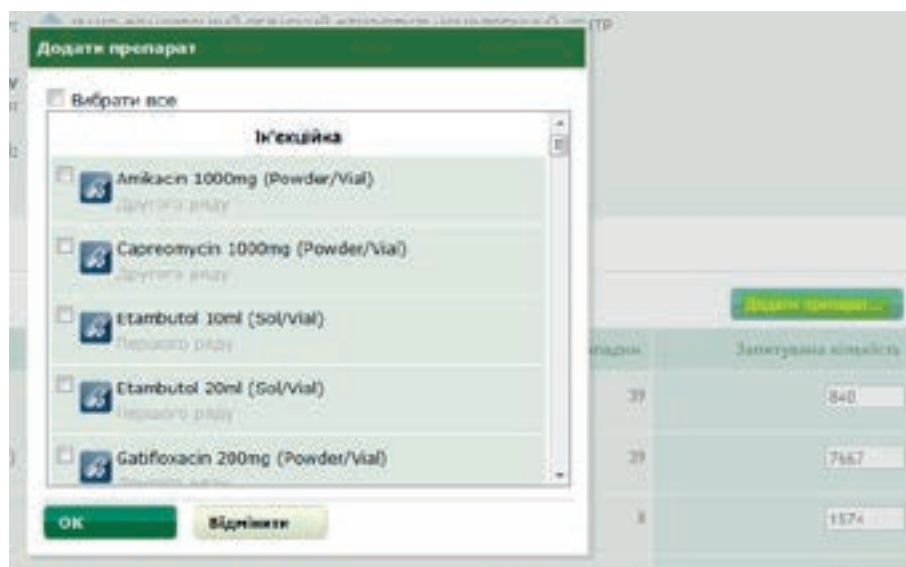 Додати препарат
Вибрати все
Ін'єкційна
Amikacin 1000mg (Powder/Vial)
Другого ряду
Capreomycin 1000mg (Powder/Vial)
Другого ряду
Etambutol 10ml (Sol/Vial)
Першого ряду
Etambutol 20ml (Sol/Vial)
Першого ряду
Gatifloxacin 200mg (Powder/Vial)
OK
Відмінити
Додати препарат...
Запитувана кількість
39
840
39
7667
8
1574